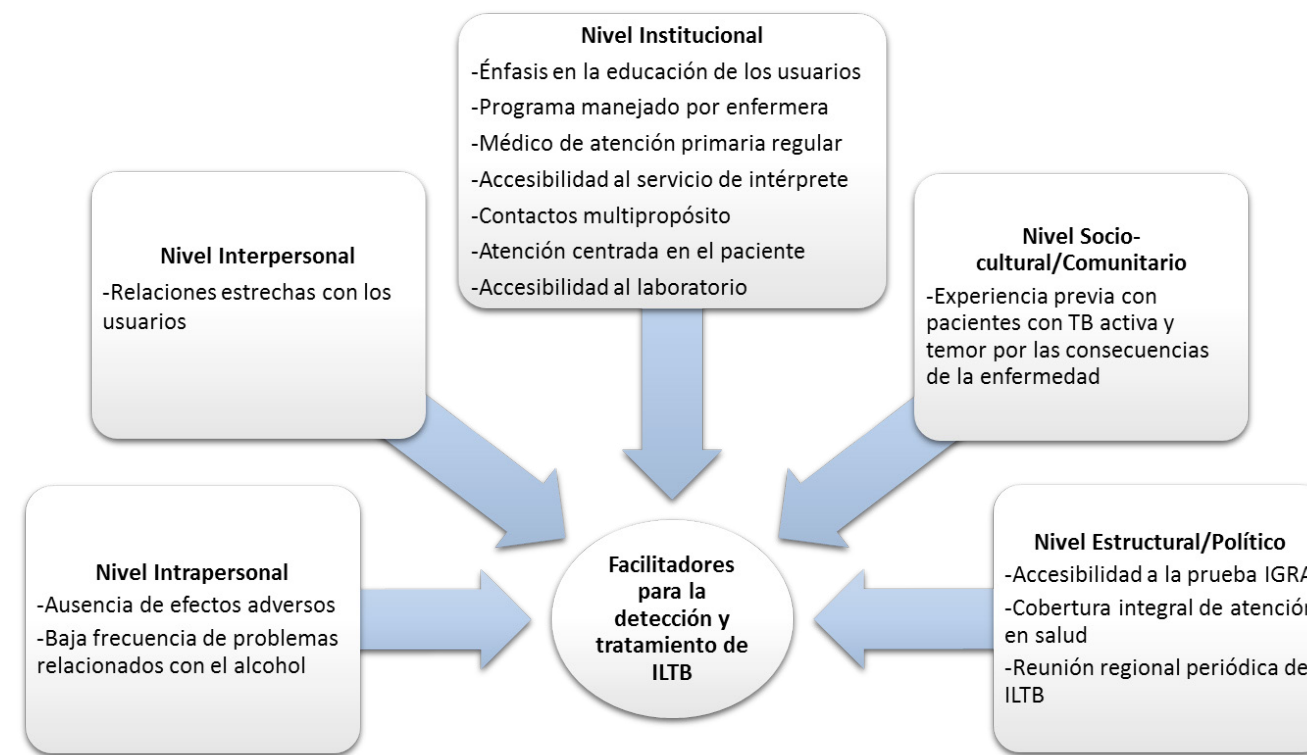 Nivel Institucional
-Énfasis en la educación de los usuarios
-Programa manejado por enfermera
-Médico de atención primaria regular
-Accesibilidad al servicio de intérprete
-Contactos multipropósito
-Atención centrada en el paciente
-Accesibilidad al laboratorio
Nivel Interpersonal
-Relaciones estrechas con los
usuarios
Nivel Socio-
cultural/Comunitario
-Experiencia previa con
pacientes con TB activa y
temor por las consecuencias
de la enfermedad
Nivel Intrapersonal
-Ausencia de efectos adversos
-Baja frecuencia de problemas
relacionados con el alcohol
Facilitadores
para la
detección y
tratamiento de
ILTB
Nivel Estructural/Político
-Accesibilidad a la prueba IGRA
-Cobertura integral de atención
en salud
-Reunión regional periódica de
ILTB